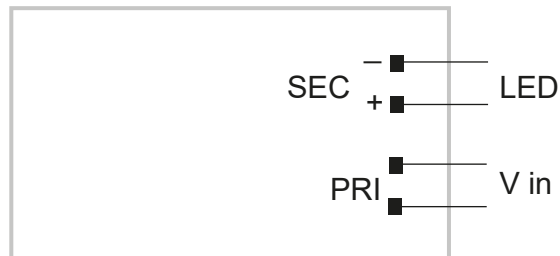 –
SEC LED
+
PRI V in